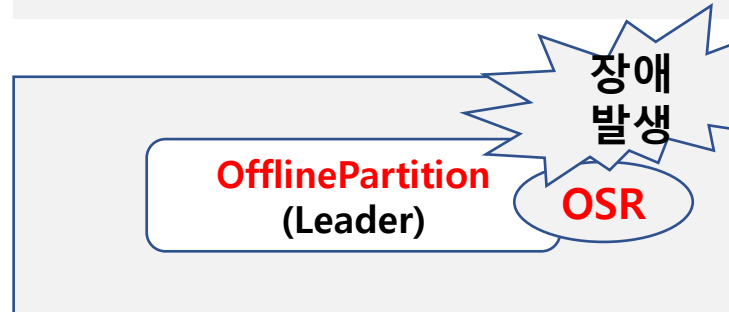 장애
발생
OfflinePartition
(Leader)
OSR